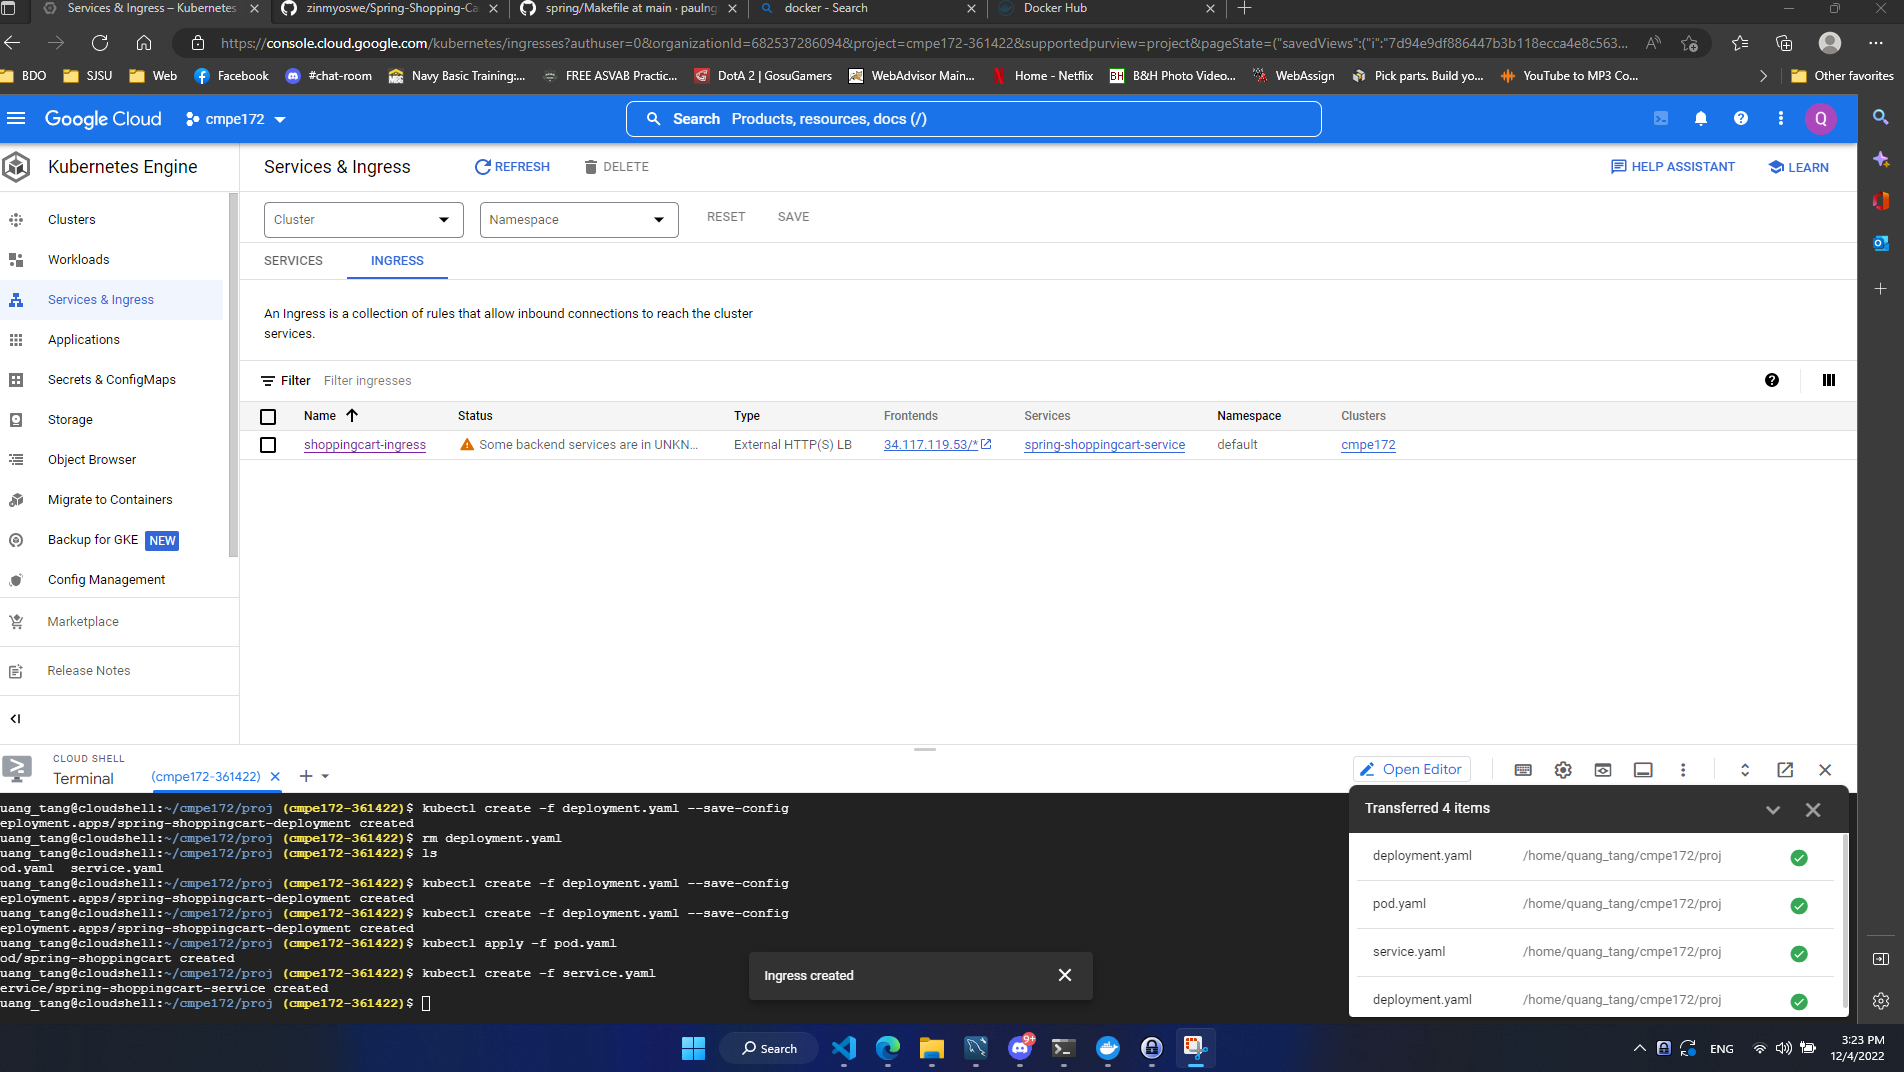 Services & Ingress – Kubernetes
zinmyoswe/Spring-Shopping-Ca
spring/Makefile at main · paulng
docker - Search
Docker Hub
https://console.cloud.google.com/kubernetes/ingresses?authuser=0&organizationId=682537286094&project=cmpe172-361422&supportedpurview=project&pageState=("savedViews":("i":"7d94e9df886447b3b118ecca4e8c563...
BDO
SJSU
Web
Facebook
#chat-room
Navy Basic Training:...
FREE ASVAB Practic...
DotA 2 | GosuGamers
WebAdvisor Main...
Home - Netflix
B&H Photo Video...
WebAssign
Pick parts. Build yo...
YouTube to MP3 Co...
Other favorites
Google Cloud
cmpe172
Search Products, resources, docs (/)
Q
Kubernetes Engine
Services & Ingress
REFRESH
DELETE
HELP ASSISTANT
LEARN
Clusters
Workloads
Services & Ingress
Applications
Secrets & ConfigMaps
Storage
Object Browser
Migrate to Containers
Backup for GKE NEW
Config Management
Marketplace
Release Notes
Cluster
Namespace
RESET
SAVE
SERVICES
INGRESS
An Ingress is a collection of rules that allow inbound connections to reach the cluster
services.
Filter Filter ingresses
Name Status Type Frontends Services Namespace Clusters
shoppingcart-ingress Some backend services are in UNKN... External HTTP(S) LB 34.117.119.53/* spring-shoppingcart-service default cmpe172
CLOUD SHELL
Terminal
(cmpe172-361422)
Open Editor
uang_tang@cloudshell:~/cmpe172/proj (cmpe172-361422)$ kubectl create -f deployment.yaml --save-config
eployment.apps/spring-shoppingcart-deployment created
uang_tang@cloudshell:~/cmpe172/proj (cmpe172-361422)$ rm deployment.yaml
uang_tang@cloudshell:~/cmpe172/proj (cmpe172-361422)$ ls
od.yaml  service.yaml
uang_tang@cloudshell:~/cmpe172/proj (cmpe172-361422)$ kubectl create -f deployment.yaml --save-config
eployment.apps/spring-shoppingcart-deployment created
uang_tang@cloudshell:~/cmpe172/proj (cmpe172-361422)$ kubectl create -f deployment.yaml --save-config
eployment.apps/spring-shoppingcart-deployment created
uang_tang@cloudshell:~/cmpe172/proj (cmpe172-361422)$ kubectl apply -f pod.yaml
od/spring-shoppingcart created
uang_tang@cloudshell:~/cmpe172/proj (cmpe172-361422)$ kubectl create -f service.yaml
ervice/spring-shoppingcart-service created
uang_tang@cloudshell:~/cmpe172/proj (cmpe172-361422)$
Ingress created
Transferred 4 items
deployment.yaml /home/quang_tang/cmpe172/proj
pod.yaml /home/quang_tang/cmpe172/proj
service.yaml /home/quang_tang/cmpe172/proj
deployment.yaml /home/quang_tang/cmpe172/proj
Search
9+
ENG
3:23 PM
12/4/2022